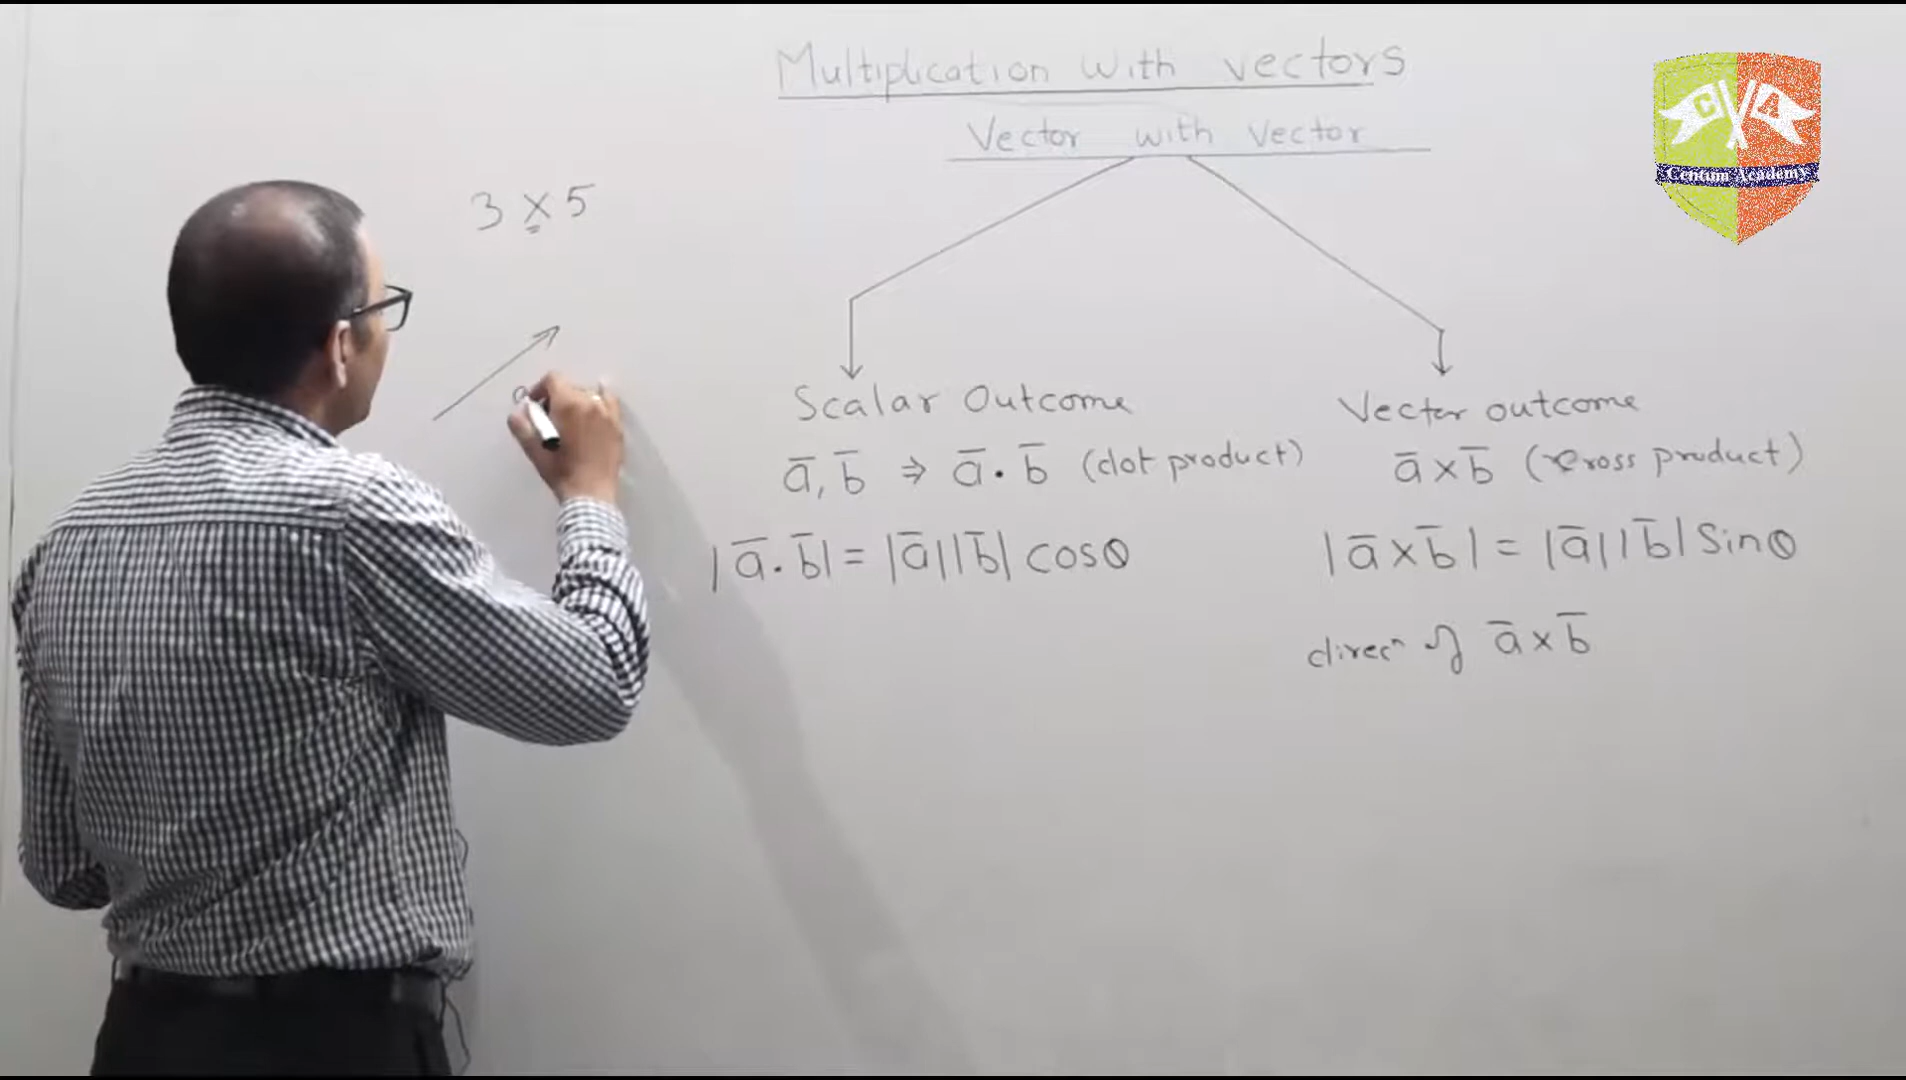 Multiplication with vectors
Vector with Vector
3 × 5
a
Scalar Outcome
a̅, b̅ ⇒ a̅ · b̅ (dot product)
|a̅ · b̅| = |a̅| |b̅| cosθ
Vector outcome
a̅ × b̅ (Cross product)
|a̅ × b̅| = |a̅| |b̅| Sinθ
direcⁿ of a̅ × b̅
C A
Centum Academy